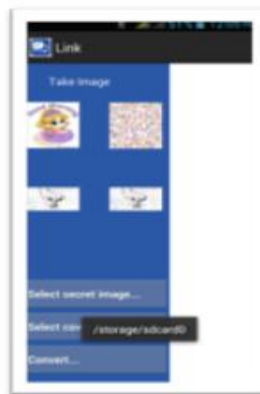 Link
Take Image
Select secret image...
Select cov
/storage/sdcard0
Convert...